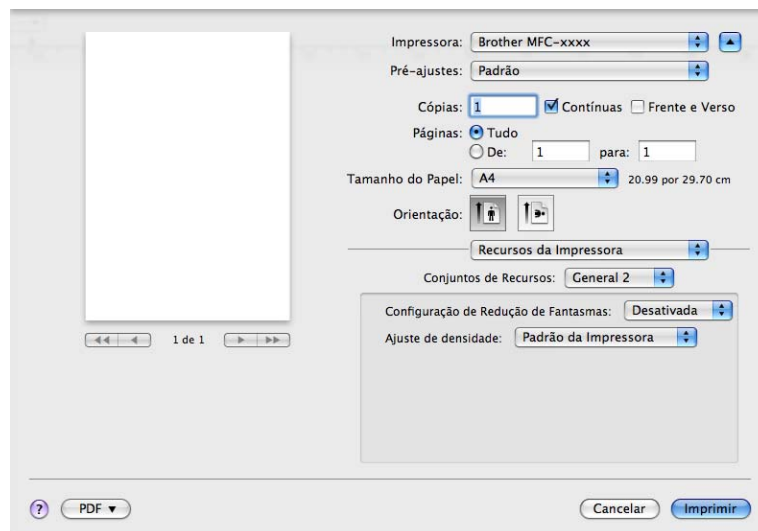 Impressora: Brother MFC-xxxx
Pré-ajustes: Padrão
Cópias: 1 Contínuas Frente e Verso
Páginas: Tudo
De: 1 para: 1
Tamanho do Papel: A4 20.99 por 29.70 cm
Orientação:
Recursos da Impressora
Conjuntos de Recursos: General 2
Configuração de Redução de Fantasmas: Desativada
Ajuste de densidade: Padrão da Impressora
1 de 1
? PDF Cancelar Imprimir